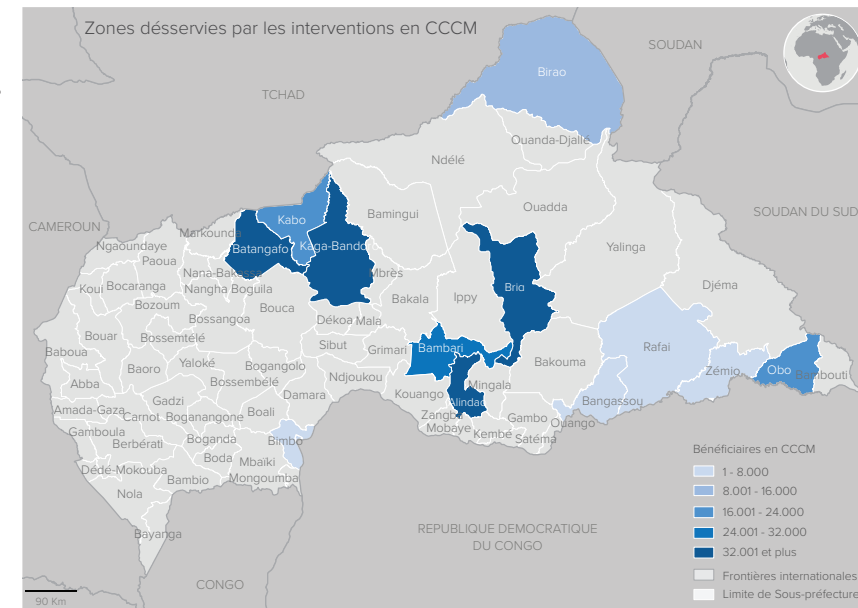 Zones désservies par les interventions en CCCM
SOUDAN
Birao
TCHAD
Ouanda-Djallé
Ndélé
CAMEROUN
Kabo
Bamingui
Ouadda
SOUDAN DU SUD
Markounda
Batangafo
Kaga-Bando
Yalinga
Ngaoundaye
Paoua
Nana-Bakassa
Mbrès
Djéma
Koui
Bocaranga
Nangha Boguila
Bria
Bakala
Ippy
Bozoum
Bouca
Bossangoa
Dékoa
Mala
Bouar
Bossemtélé
Sibut
Grimari
Bambari
Rafai
Baboua
Yaloké
Bogangolo
Bakouma
Baoro
Ndjoukou
Zémio
Obo
Bambouti
Abba
Bossembélé
Damara
Kouango
Mingala
Alindao
Bangassou
Gadzi
Amada-Gaza
Carnot
Boganangone
Boali
Zangba
Gambo
Ouango
Gamboula
Berbérati
Boganda
Bimbo
Mobaye
Kembé
Satéma
Boda
Mbaïki
Bénéficiaires en CCCM
Dédé-Mokouba
Bambio
Mongoumba
1 - 8.000
Nola
8.001 - 16.000
16.001 - 24.000
Bayanga
REPUBLIQUE DEMOCRATIQUE
DU CONGO
24.001 - 32.000
32.001 et plus
CONGO
Frontières internationales
90 Km
Limite de Sous-préfecture